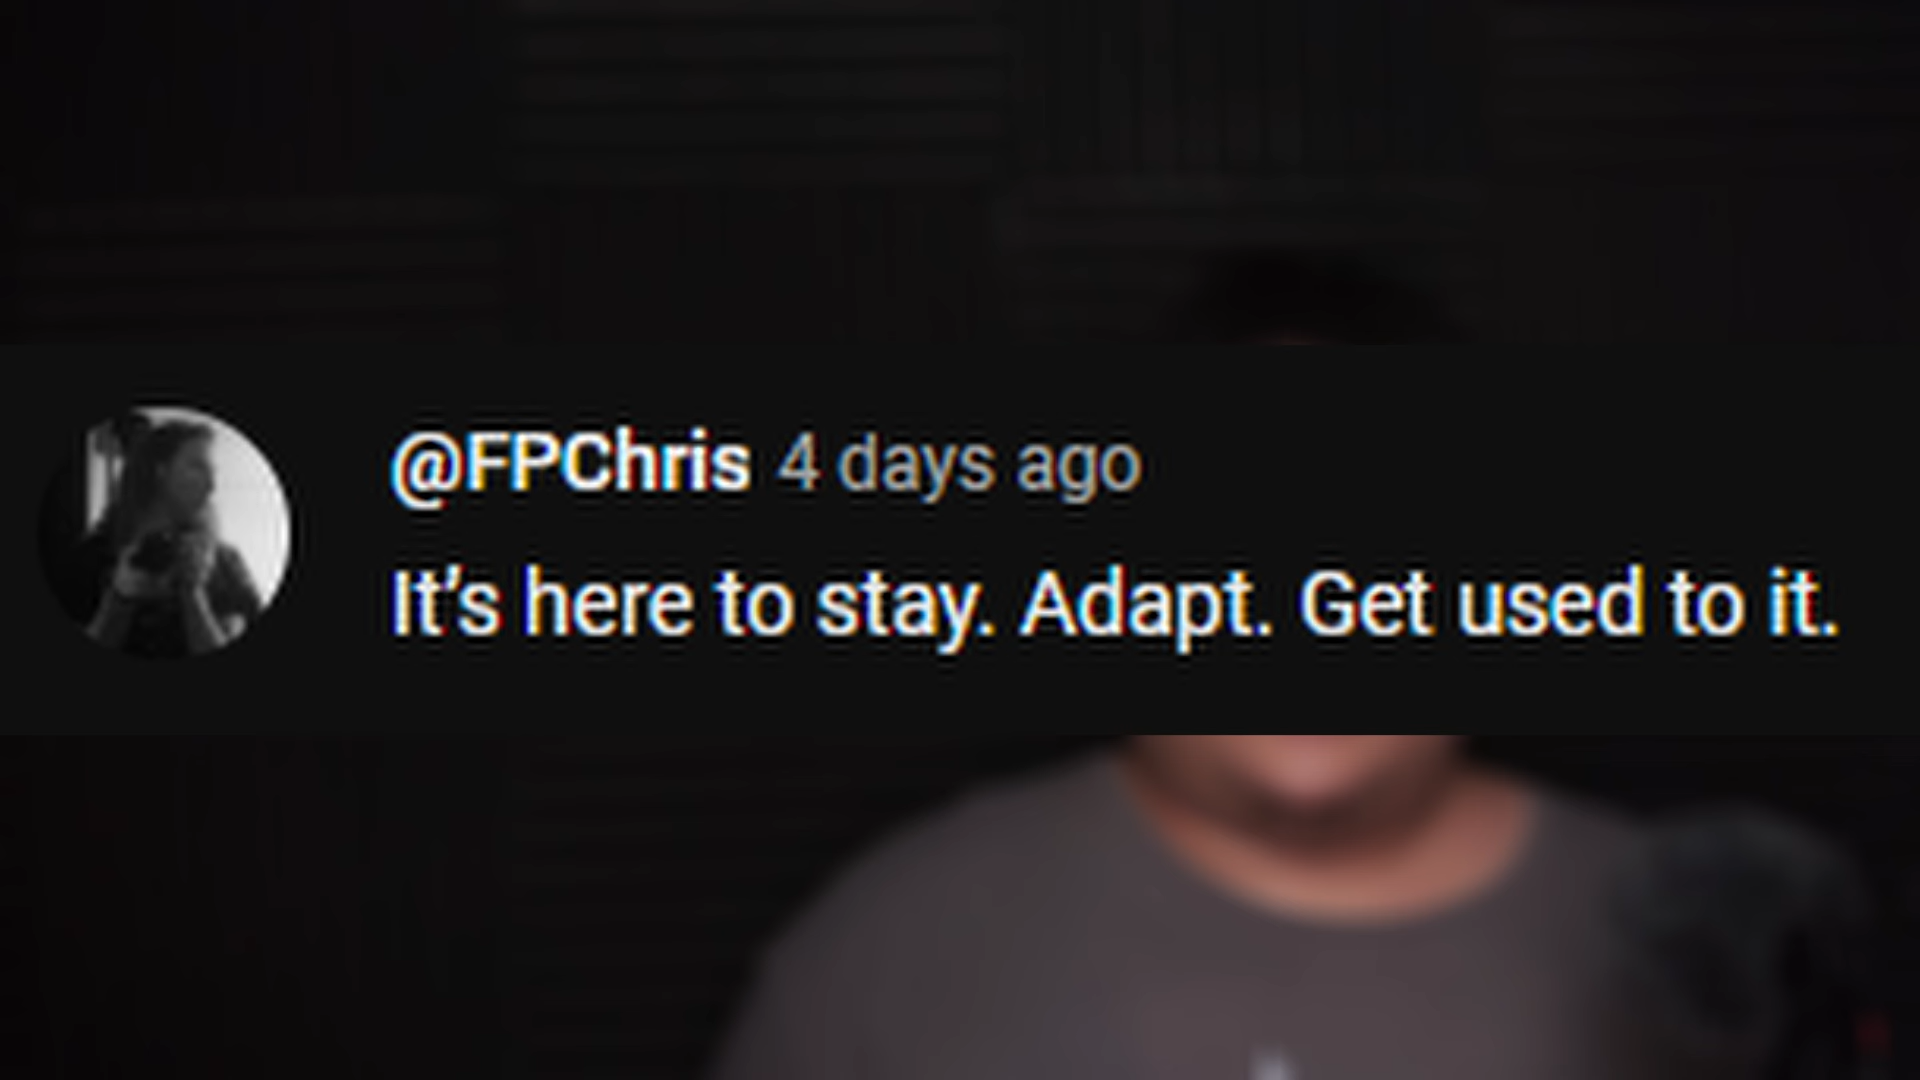 @FPChris 4 days ago
It’s here to stay. Adapt. Get used to it.